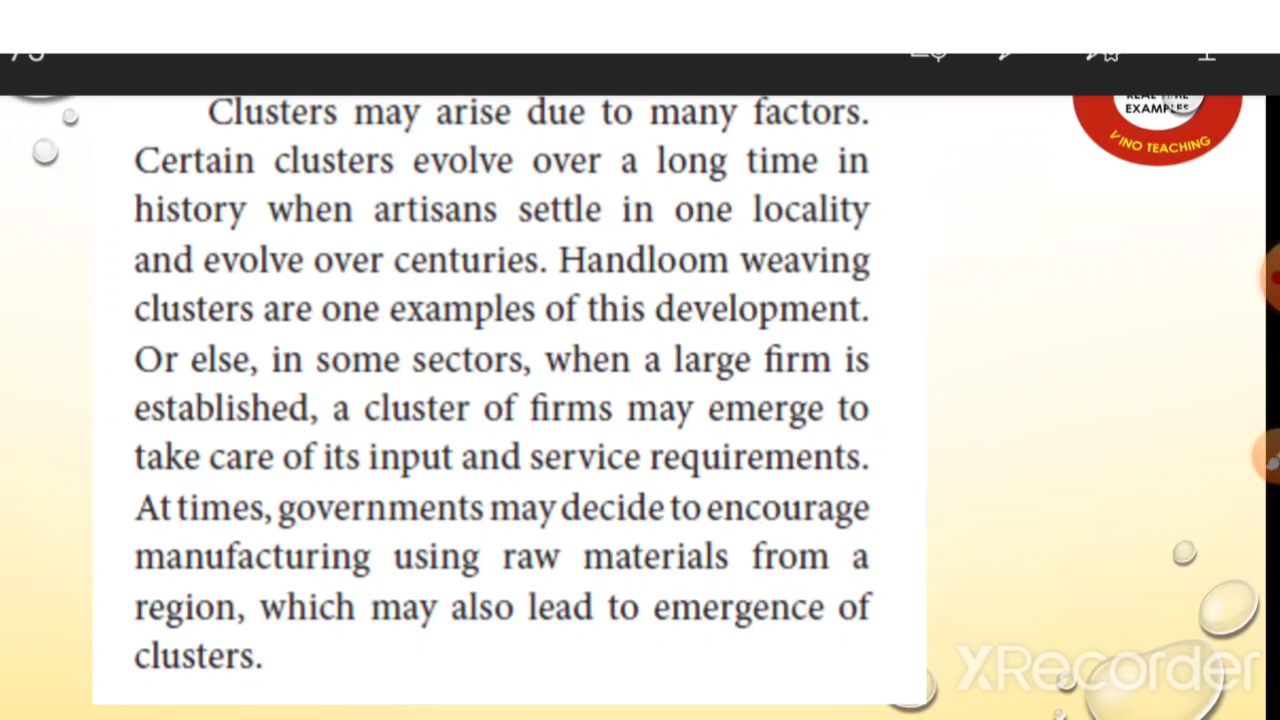 REAL TIME
EXAMPLES
VINO TEACHING
Clusters may arise due to many factors.
Certain clusters evolve over a long time in
history when artisans settle in one locality
and evolve over centuries. Handloom weaving
clusters are one examples of this development.
Or else, in some sectors, when a large firm is
established, a cluster of firms may emerge to
take care of its input and service requirements.
At times, governments may decide to encourage
manufacturing using raw materials from a
region, which may also lead to emergence of
clusters.
XRecorder